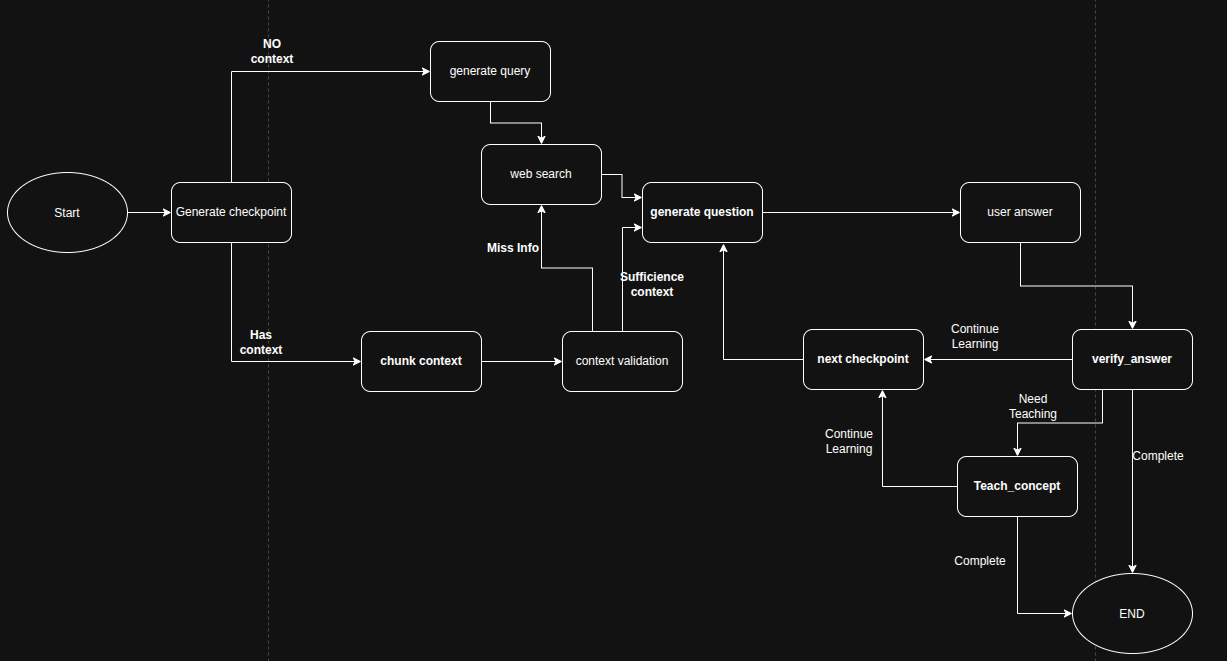 NO
context
generate query
web search
Start
Generate checkpoint
generate question
user answer
Miss Info
Sufficience
context
Has
context
chunk context
context validation
next checkpoint
Continue
Learning
verify_answer
Need
Teaching
Continue
Learning
Complete
Teach_concept
Complete
END